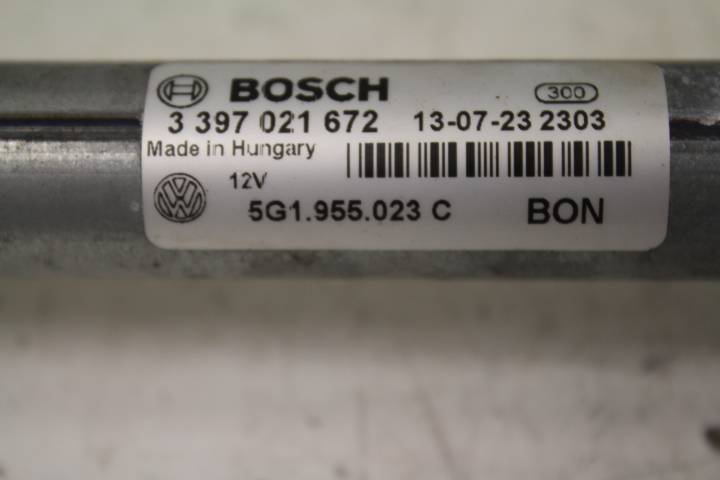 BOSCH 300
3 397 021 672 13-07-23 2303
Made in Hungary
12V
5G1.955.023 C BON